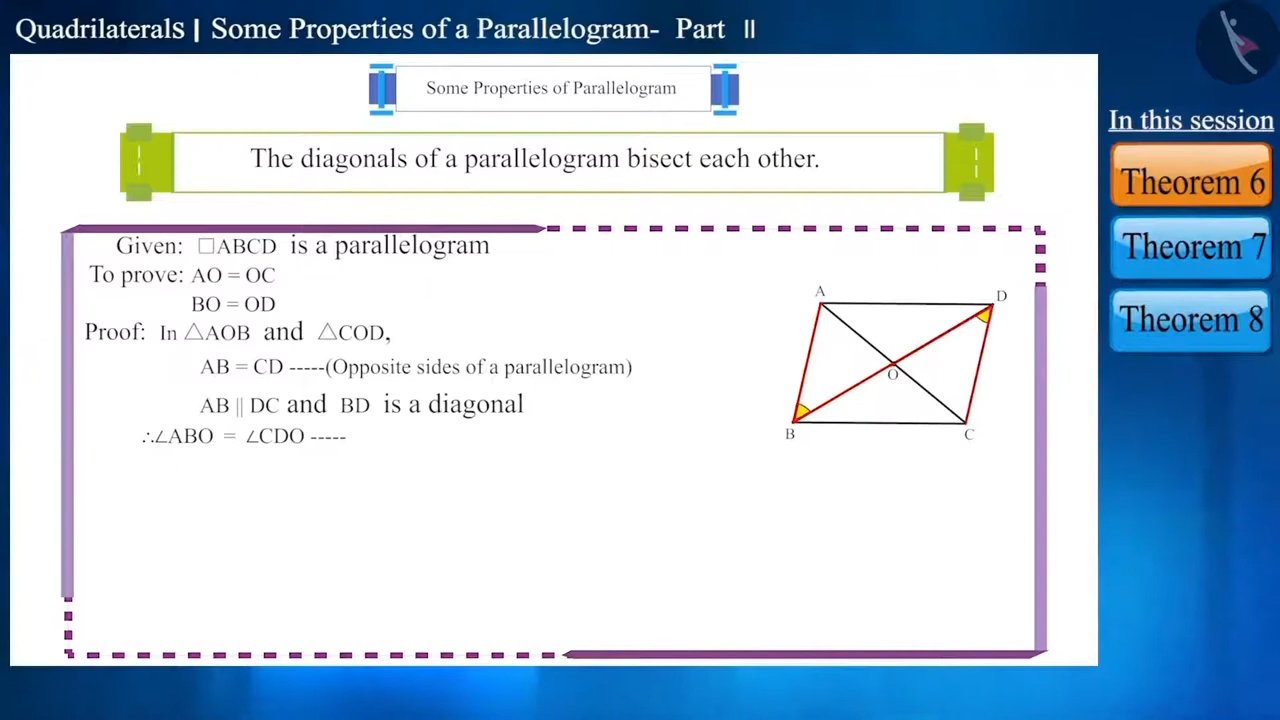 Quadrilaterals | Some Properties of a Parallelogram- Part II
Some Properties of Parallelogram
The diagonals of a parallelogram bisect each other.
In this session
Theorem 6
Theorem 7
Theorem 8
Given: □ABCD is a parallelogram
To prove: AO = OC
BO = OD
Proof: In △AOB and △COD,
AB = CD -----(Opposite sides of a parallelogram)
AB || DC and BD is a diagonal
∴∠ABO = ∠CDO -----
A
D
O
B
C